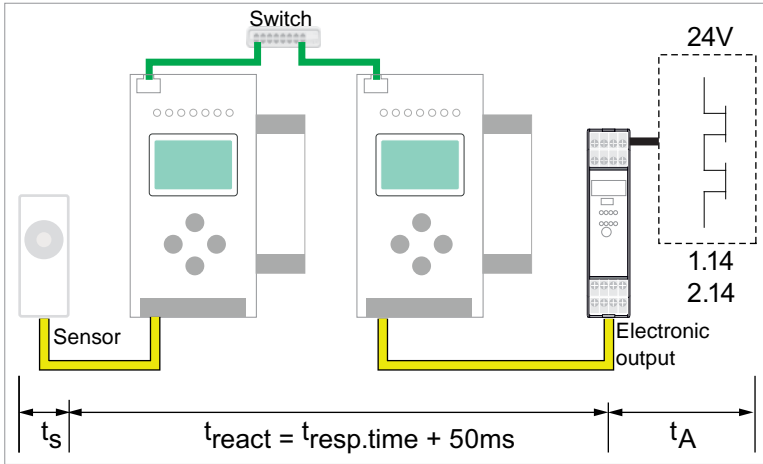 Switch
24V
1.14
2.14
Sensor
Electronic
output
ts
treact = tresp.time + 50ms
tA